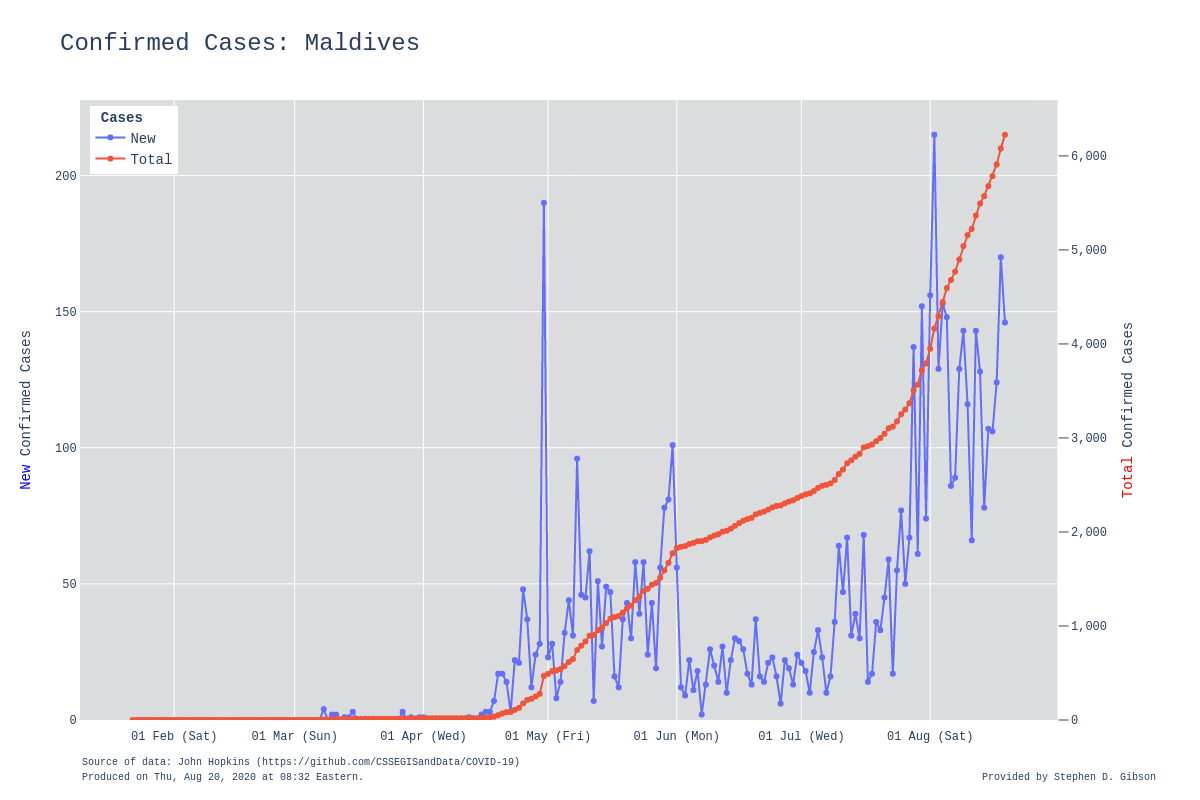 Confirmed Cases: Maldives
Cases
New
Total
200
150
100
50
0
6,000
5,000
4,000
3,000
2,000
1,000
0
New Confirmed Cases
Total Confirmed Cases
01 Feb (Sat) 01 Mar (Sun) 01 Apr (Wed) 01 May (Fri) 01 Jun (Mon) 01 Jul (Wed) 01 Aug (Sat)
Source of data: John Hopkins (https://github.com/CSSEGISandData/COVID-19)
Produced on Thu, Aug 20, 2020 at 08:32 Eastern.
Provided by Stephen D. Gibson